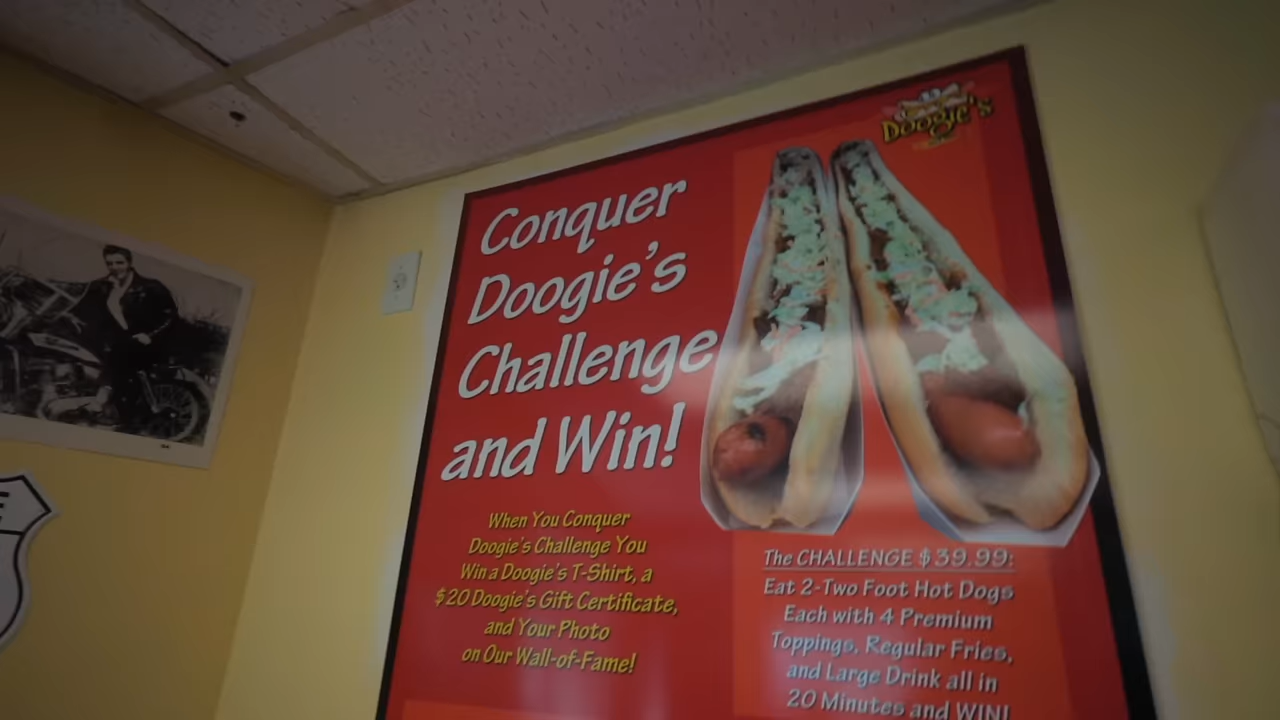 Doogie's
Conquer
Doogie's
Challenge
and Win!
When You Conquer
Doogie's Challenge You
Win a Doogie's T-Shirt, a
$20 Doogie's Gift Certificate,
and Your Photo
on Our Wall-of-Fame!
The CHALLENGE $39.99:
Eat 2-Two Foot Hot Dogs
Each with 4 Premium
Toppings, Regular Fries,
and Large Drink all in
20 Minutes and WIN!
E